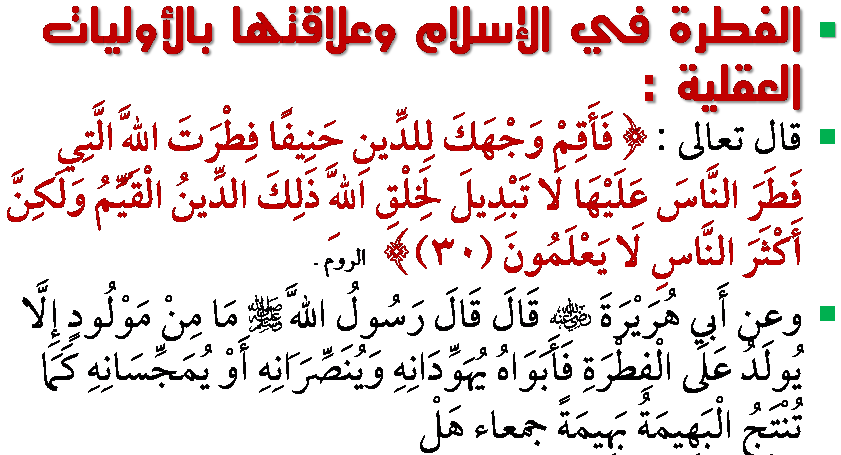 الفطرة في الإسلام وعلاقتها بالأوليات
العقلية :
قال تعالى : ﴿ فَأَقِمْ وَجْهَكَ لِلدِّينِ حَنِيفًا فِطْرَتَ اللَّهِ الَّتِي
فَطَرَ النَّاسَ عَلَيْهَا لَا تَبْدِيلَ لِخَلْقِ اللَّهِ ذَلِكَ الدِّينُ الْقَيِّمُ وَلَكِنَّ
أَكْثَرَ النَّاسِ لَا يَعْلَمُونَ (٣٠)﴾ الروم .
وعن أَبِي هُرَيْرَةَ رضي الله عنه قَالَ قَالَ رَسُولُ اللَّهِ ﷺ مَا مِنْ مَوْلُودٍ إِلَّا
يُولَدُ عَلَى الْفِطْرَةِ فَأَبَوَاهُ يُهَوِّدَانِهِ وَيُنَصِّرَانِهِ أَوْ يُمَجِّسَانِهِ كَمَا
تُنْتَجُ الْبَهِيمَةُ بَهِيمَةً جمعاء هَلْ